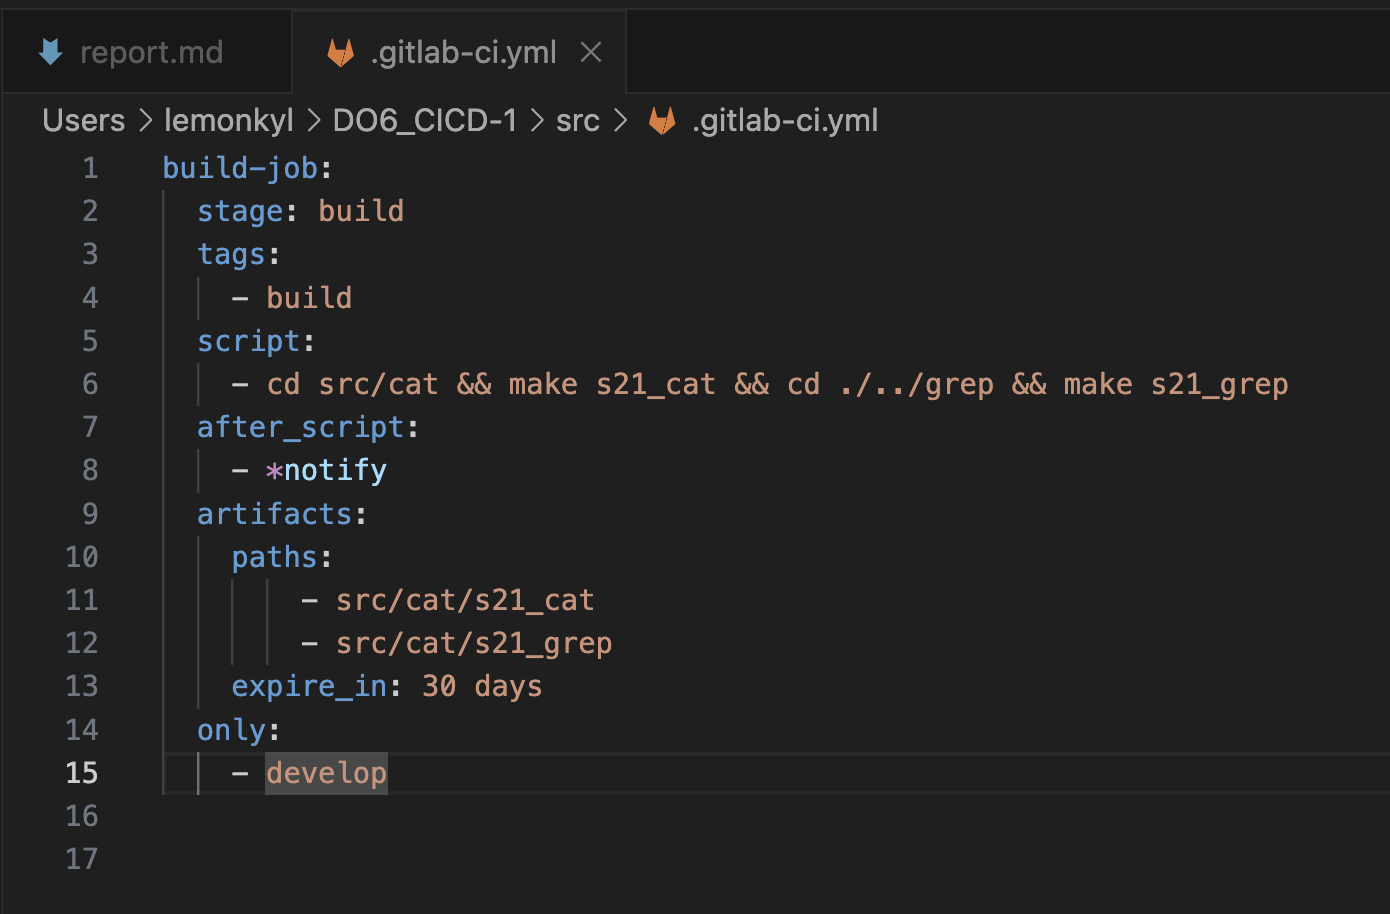 report.md
.gitlab-ci.yml
Users > lemonkyl > DO6_CICD-1 > src > .gitlab-ci.yml
1 build-job:
2   stage: build
3   tags:
4     - build
5   script:
6     - cd src/cat && make s21_cat && cd ./../grep && make s21_grep
7   after_script:
8     - *notify
9   artifacts:
10     paths:
11         - src/cat/s21_cat
12         - src/cat/s21_grep
13     expire_in: 30 days
14   only:
15     - develop
16
17